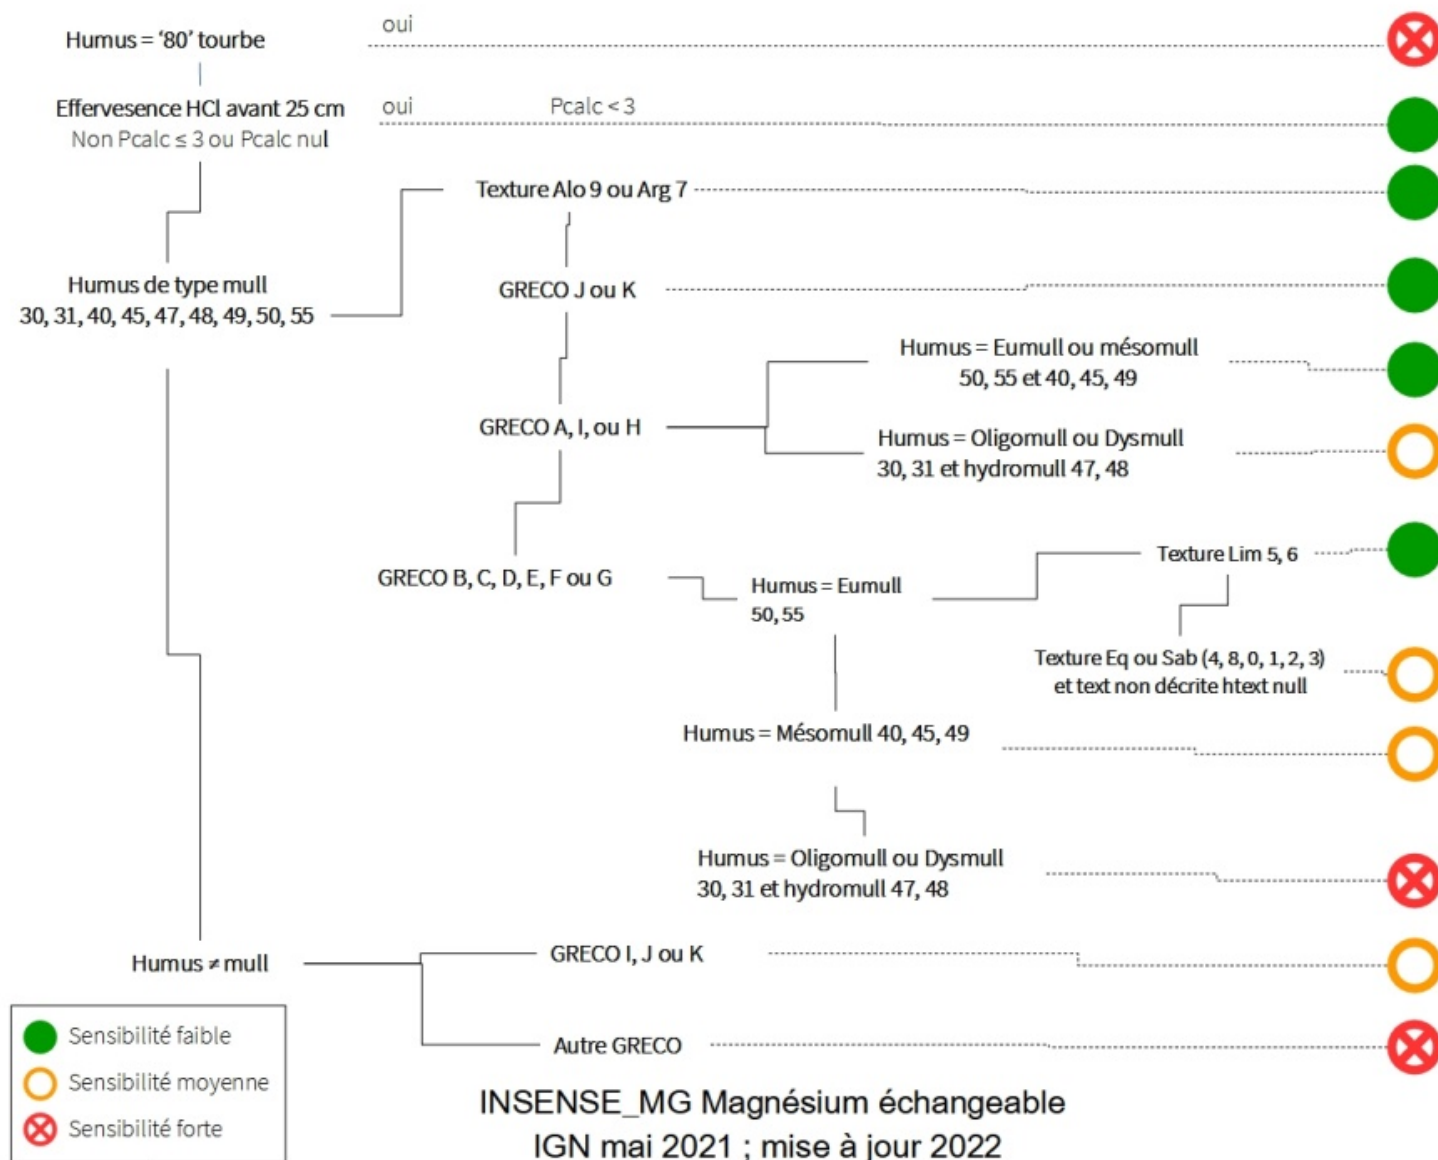 oui
Humus = ‘80’ tourbe
Effervesence HCl avant 25 cm
oui
Pcalc < 3
Non Pcalc ≤ 3 ou Pcalc nul
Texture Alo 9 ou Arg 7
Humus de type mull
30, 31, 40, 45, 47, 48, 49, 50, 55
GRECO J ou K
Humus = Eumull ou mésomull
50, 55 et 40, 45, 49
GRECO A, I, ou H
Humus = Oligomull ou Dysmull
30, 31 et hydromull 47, 48
GRECO B, C, D, E, F ou G
Humus = Eumull
50, 55
Texture Lim 5, 6
Texture Eq ou Sab (4, 8, 0, 1, 2, 3)
et text non décrite htext null
Humus = Mésomull 40, 45, 49
Humus = Oligomull ou Dysmull
30, 31 et hydromull 47, 48
Humus ≠ mull
GRECO I, J ou K
Autre GRECO
Sensibilité faible
Sensibilité moyenne
Sensibilité forte
INSENSE_MG Magnésium échangeable
IGN mai 2021 ; mise à jour 2022